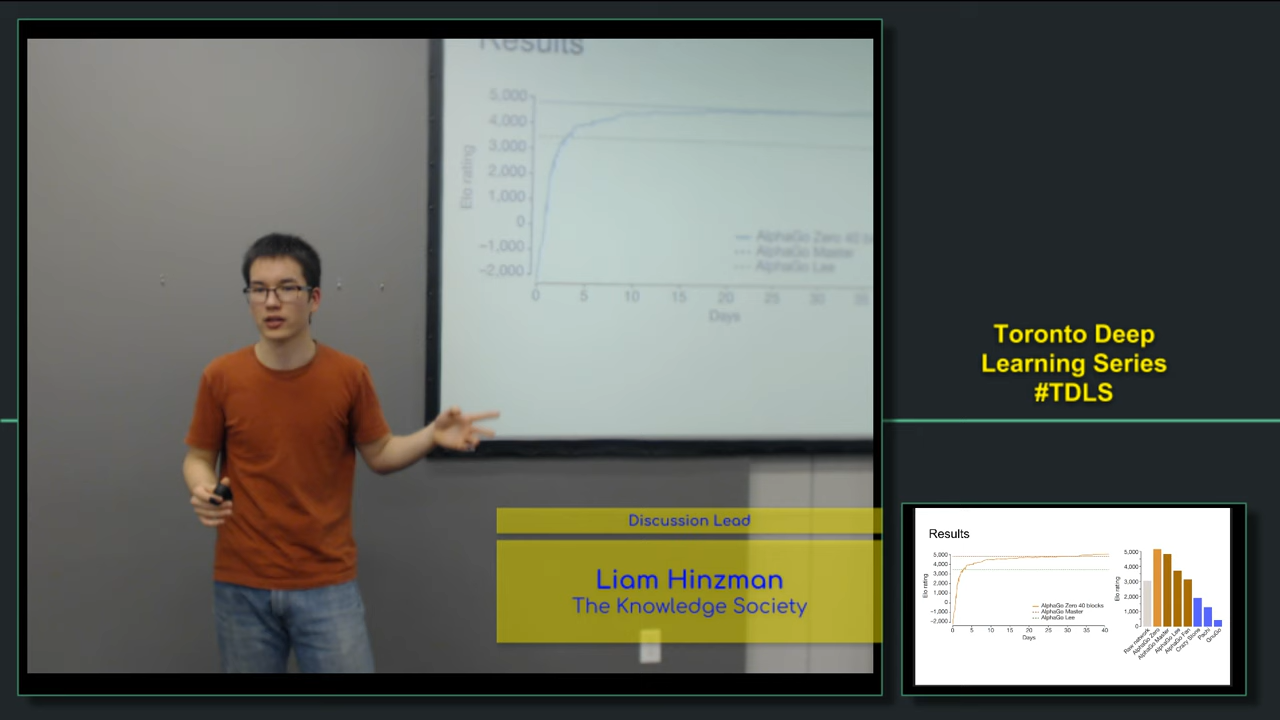 Results
5,000
4,000
3,000
2,000
1,000
0
−1,000
−2,000
Elo rating
0 5 10 15 20 25 30 35
Days
AlphaGo Zero 40
AlphaGo Master
AlphaGo Lee
Discussion Lead
Liam Hinzman
The Knowledge Society
Toronto Deep
Learning Series
#TDLS
Results
5,000
4,000
3,000
2,000
1,000
0
−1,000
−2,000
Elo rating
0 5 10 15 20 25 30 35 40
Days
AlphaGo Zero 40 blocks
AlphaGo Master
AlphaGo Lee
5,000
4,000
3,000
2,000
1,000
0
Elo rating
Raw network
AlphaGo Zero
AlphaGo Master
AlphaGo Lee
AlphaGo Fan
Crazy Stone
Pachi
GnuGo